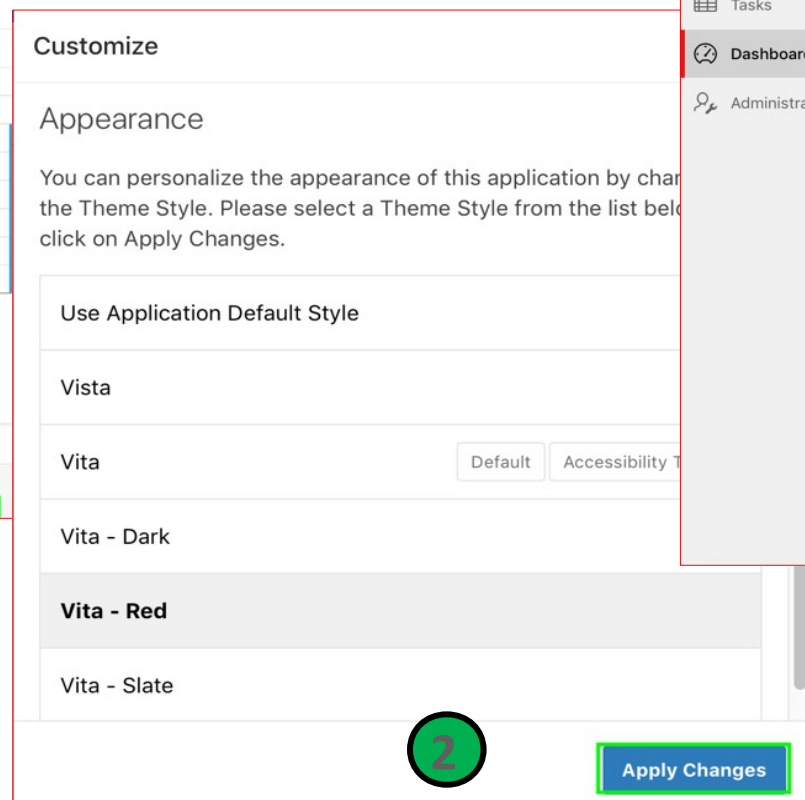 Tasks
Customize
Dashboar
Administra
Appearance
You can personalize the appearance of this application by char
the Theme Style. Please select a Theme Style from the list belo
click on Apply Changes.
Use Application Default Style
Vista
Vita Default Accessibility T
Vita - Dark
Vita - Red
Vita - Slate
2
Apply Changes